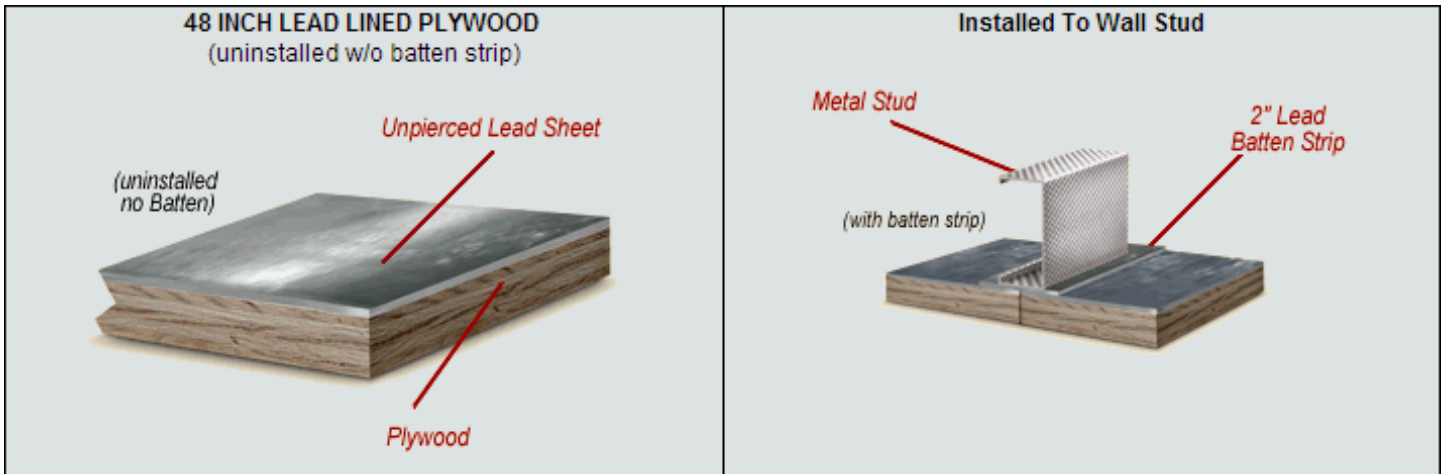 48 INCH LEAD LINED PLYWOOD
(uninstalled w/o batten strip)
Unpierced Lead Sheet
(uninstalled
no Batten)
Plywood
Installed To Wall Stud
Metal Stud
2" Lead
Batten Strip
(with batten strip)